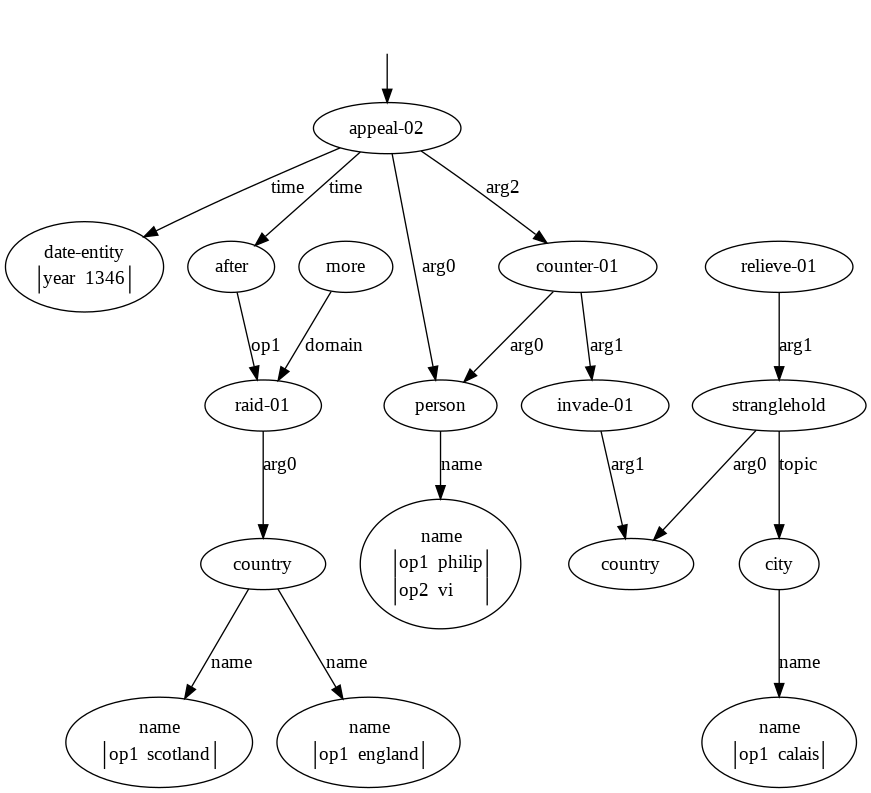 appeal-02
time
time
arg2
date-entity
year 1346
after
more
arg0
counter-01
relieve-01
op1
domain
arg0
arg1
arg1
raid-01
person
invade-01
stranglehold
arg0
name
arg1
arg0
topic
country
name
op1 philip
op2 vi
country
city
name
name
name
name
op1 scotland
name
op1 england
name
op1 calais